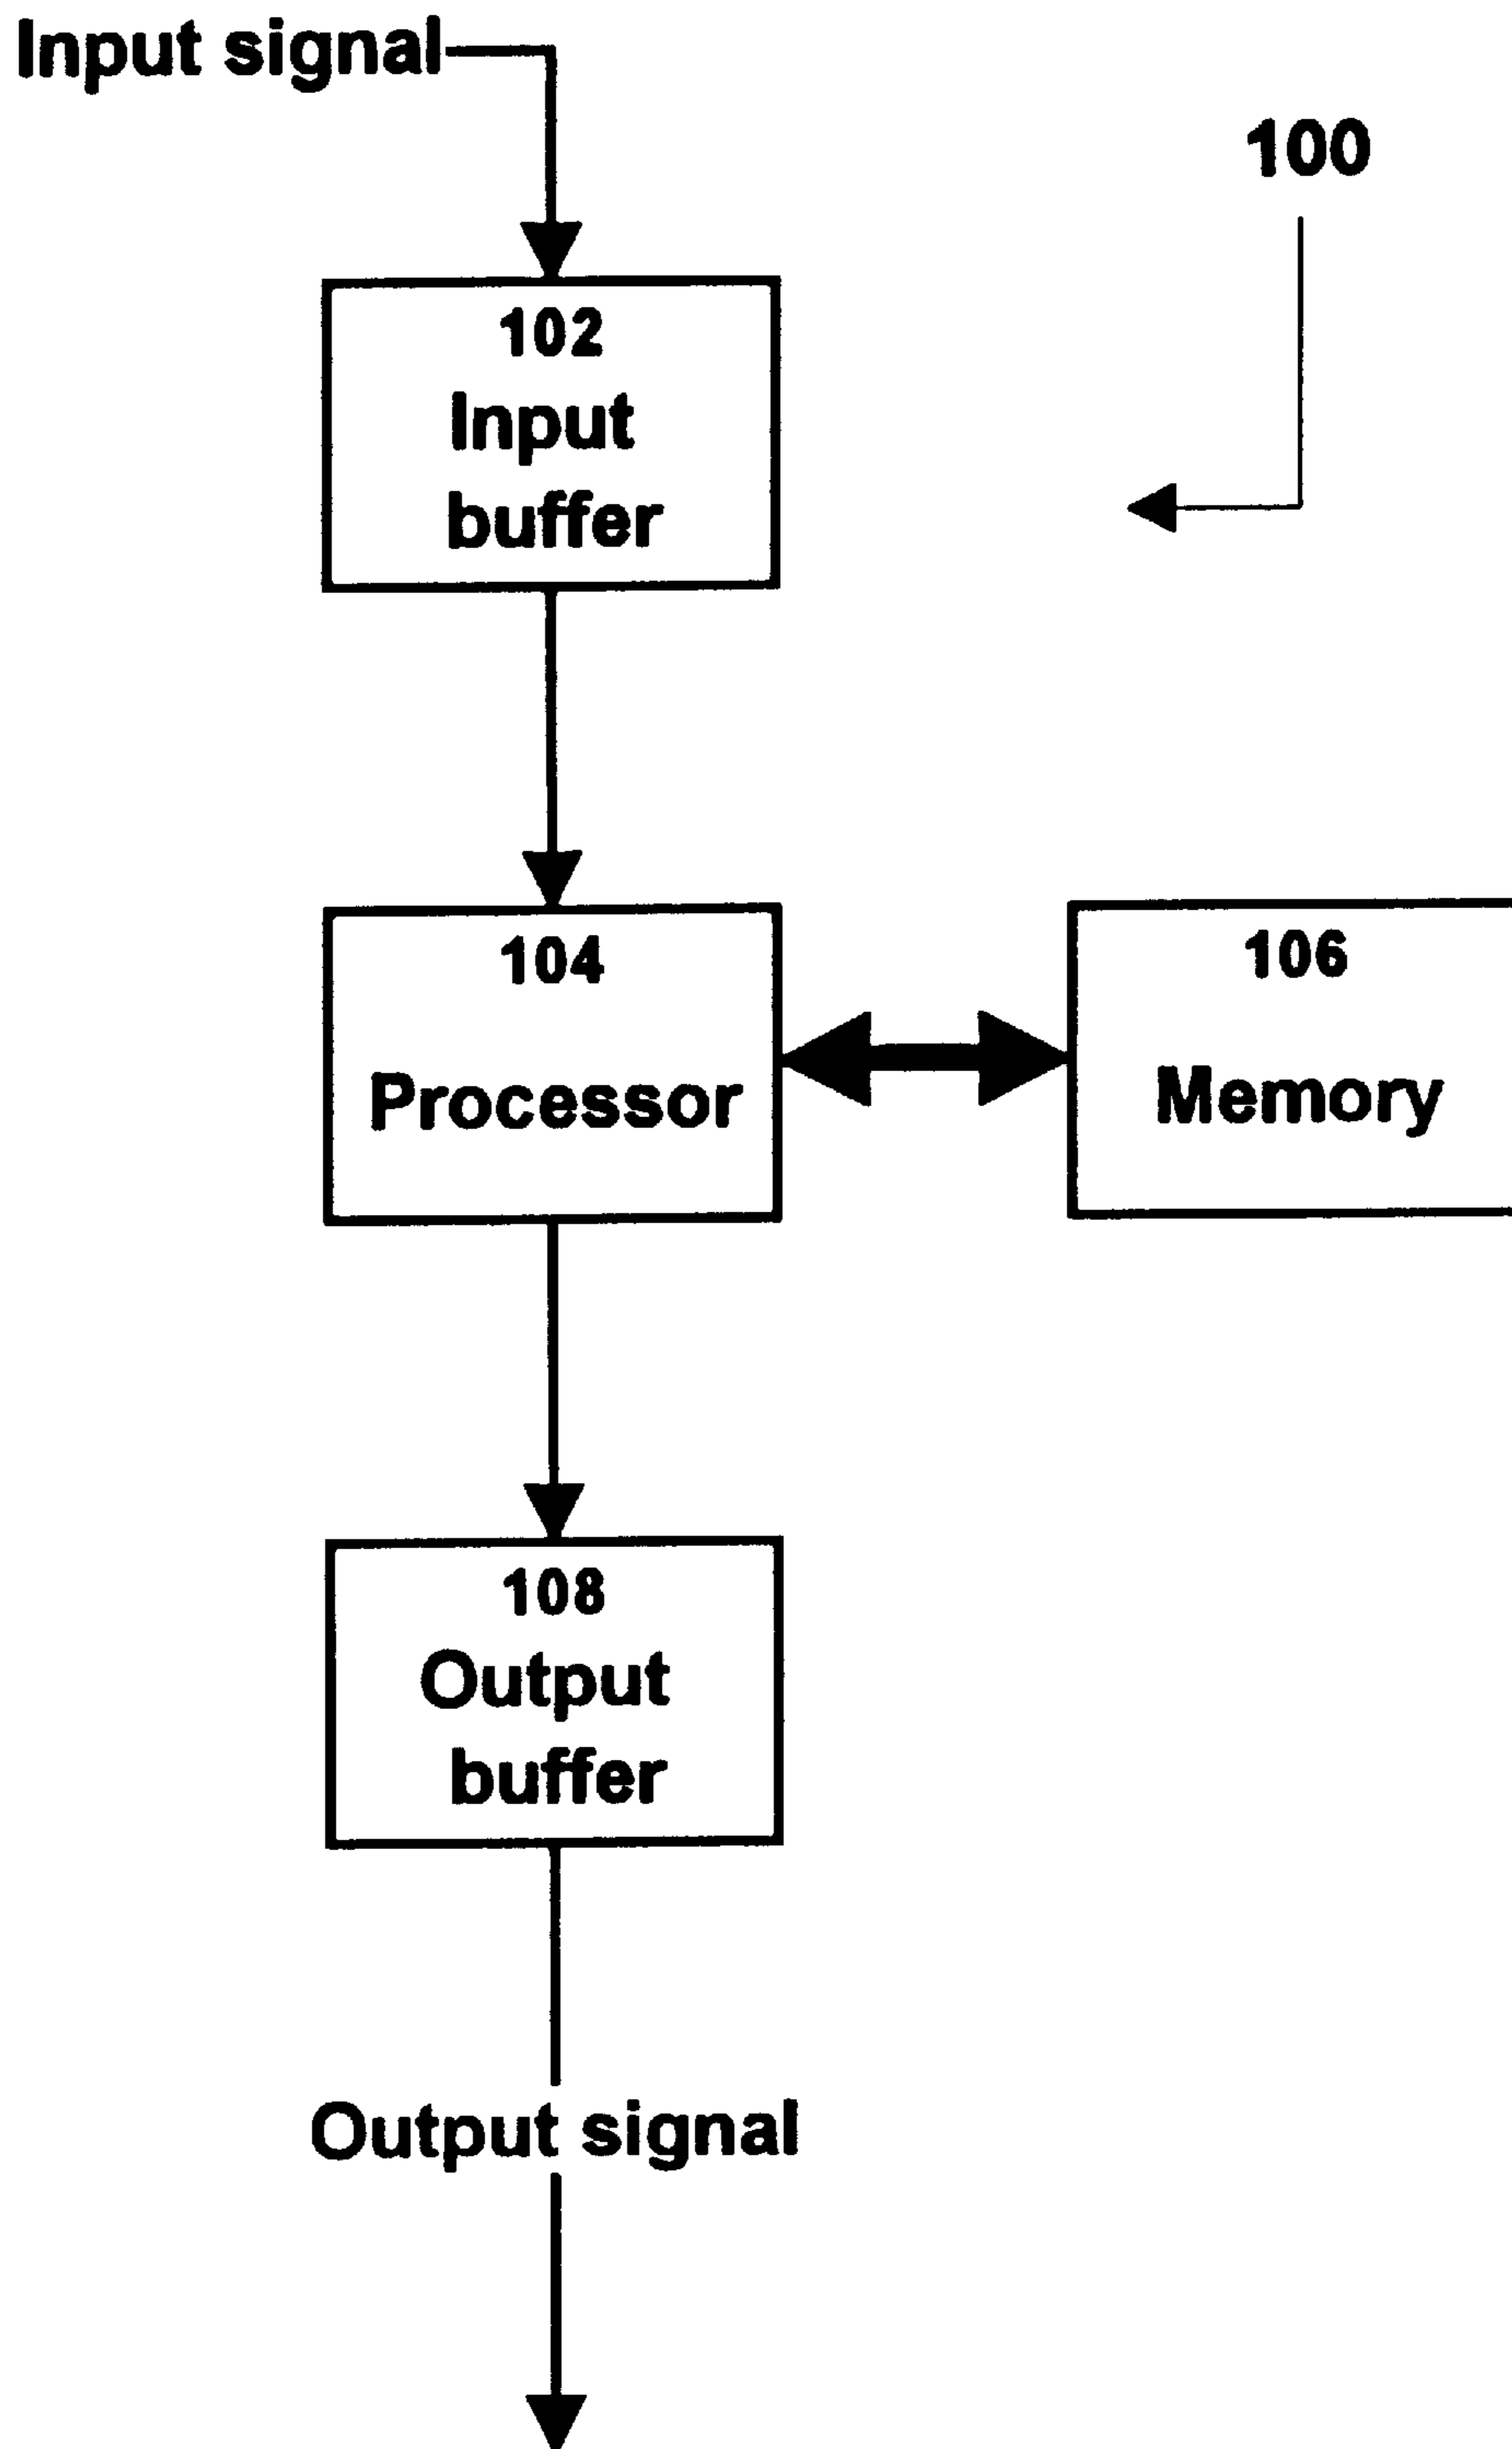 Input signal
100
102
Input
buffer
104
Processor
106
Memory
108
Output
buffer
Output signal